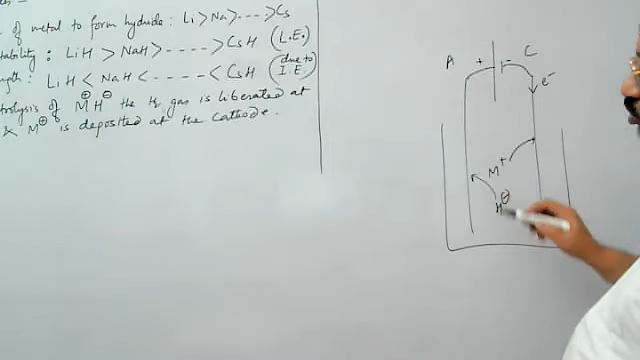 of metal to form hydride : Li > Na > ----> Cs
tability : LiH > NaH > -----> CsH (L.E.)
ngth : LiH < NaH < ----- < CsH (due to I.E.)
trolysis of M⊕ H⊖ the H₂ gas is liberated at
& M⊕ is deposited at the cathode.
A + - C
e⁻
M⁺
H⊖